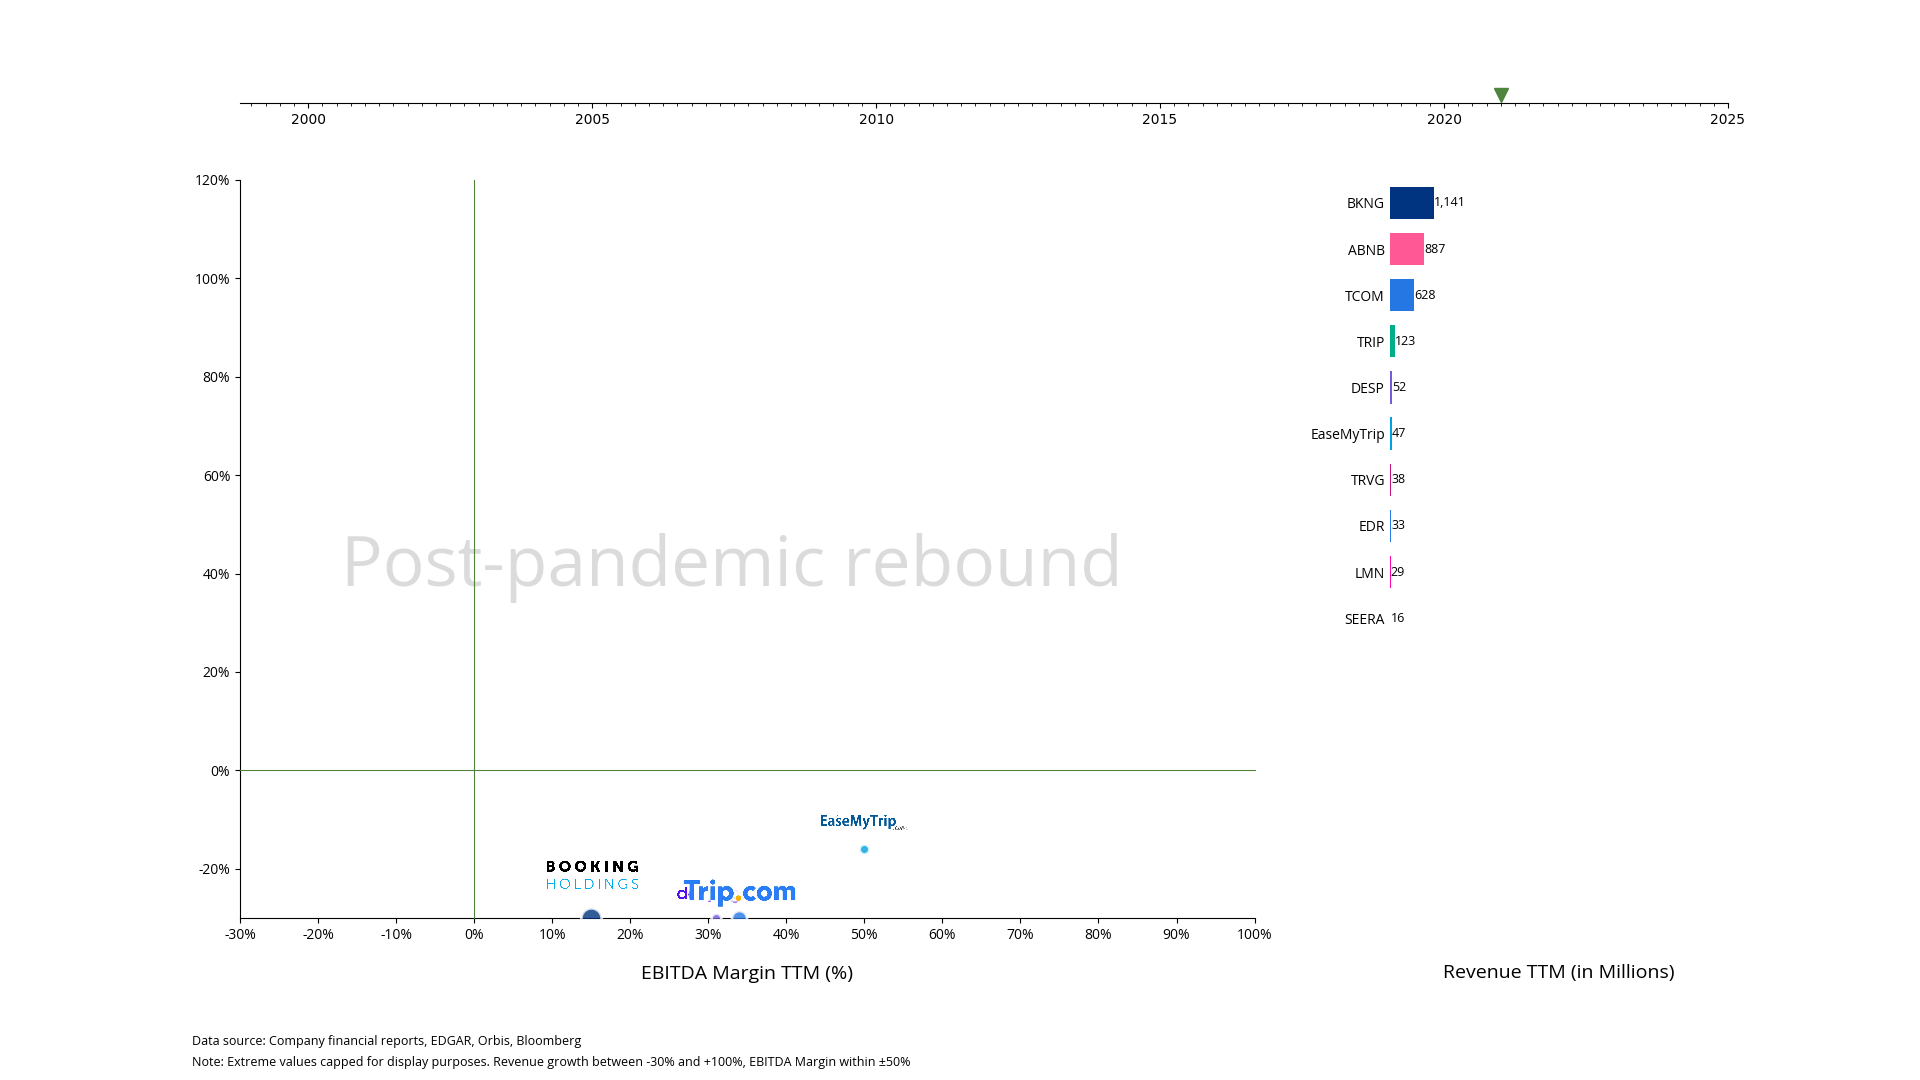 2000 2005 2010 2015 2020 2025
120%
100%
80%
60%
40%
20%
0%
-20%
Post-pandemic rebound
EaseMyTrip
BOOKING
HOLDINGS
Trip.com
-30% -20% -10% 0% 10% 20% 30% 40% 50% 60% 70% 80% 90% 100%
EBITDA Margin TTM (%)
BKNG 1,141
ABNB 887
TCOM 628
TRIP 123
DESP 52
EaseMyTrip 47
TRVG 38
EDR 33
LMN 29
SEERA 16
Revenue TTM (in Millions)
Data source: Company financial reports, EDGAR, Orbis, Bloomberg
Note: Extreme values capped for display purposes. Revenue growth between -30% and +100%, EBITDA Margin within ±50%